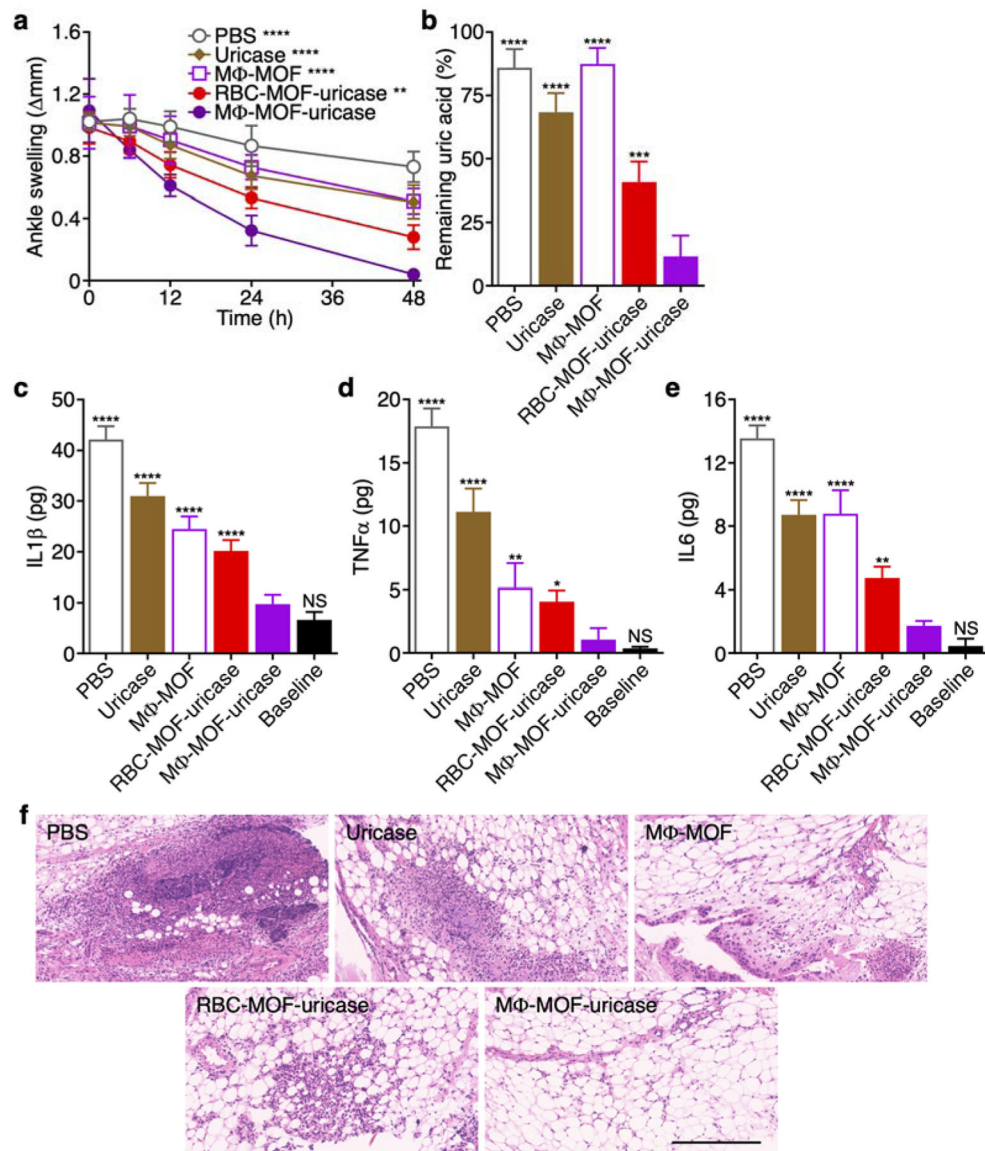 a
1.6
1.2
0.8
0.4
0
Ankle swelling (Δmm)
PBS ****
Uricase ****
MΦ-MOF ****
RBC-MOF-uricase **
MΦ-MOF-uricase
0 12 24 36 48
Time (h)
b
100
75
50
25
0
Remaining uric acid (%)
**** **** **** ***
PBS
Uricase
MΦ-MOF
RBC-MOF-uricase
MΦ-MOF-uricase
c
50
40
30
20
10
0
IL1β (pg)
**** **** **** **** NS
PBS
Uricase
MΦ-MOF
RBC-MOF-uricase
MΦ-MOF-uricase
Baseline
d
20
15
10
5
0
TNFα (pg)
**** **** ** * NS
PBS
Uricase
MΦ-MOF
RBC-MOF-uricase
MΦ-MOF-uricase
Baseline
e
16
12
8
4
0
IL6 (pg)
**** **** **** ** NS
PBS
Uricase
MΦ-MOF
RBC-MOF-uricase
MΦ-MOF-uricase
Baseline
f
PBS
Uricase
MΦ-MOF
RBC-MOF-uricase
MΦ-MOF-uricase